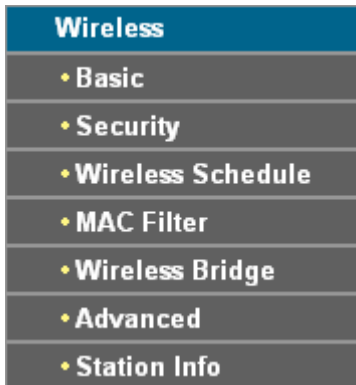 Wireless
• Basic
• Security
• Wireless Schedule
• MAC Filter
• Wireless Bridge
• Advanced
• Station Info